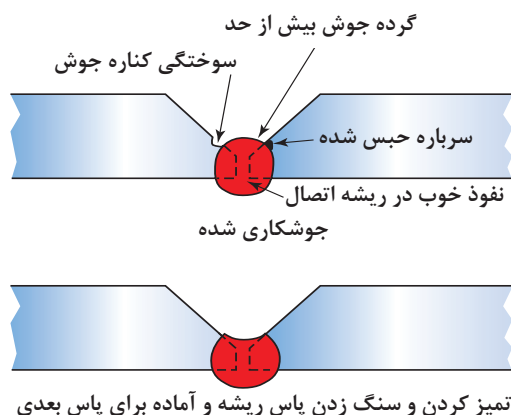 گرده جوش بیش از حد
سوختگی کناره جوش
سرباره حبس شده
نفوذ خوب در ریشه اتصال
جوشکاری شده
تمیز کردن و سنگ زدن پاس ریشه و آماده برای پاس بعدی